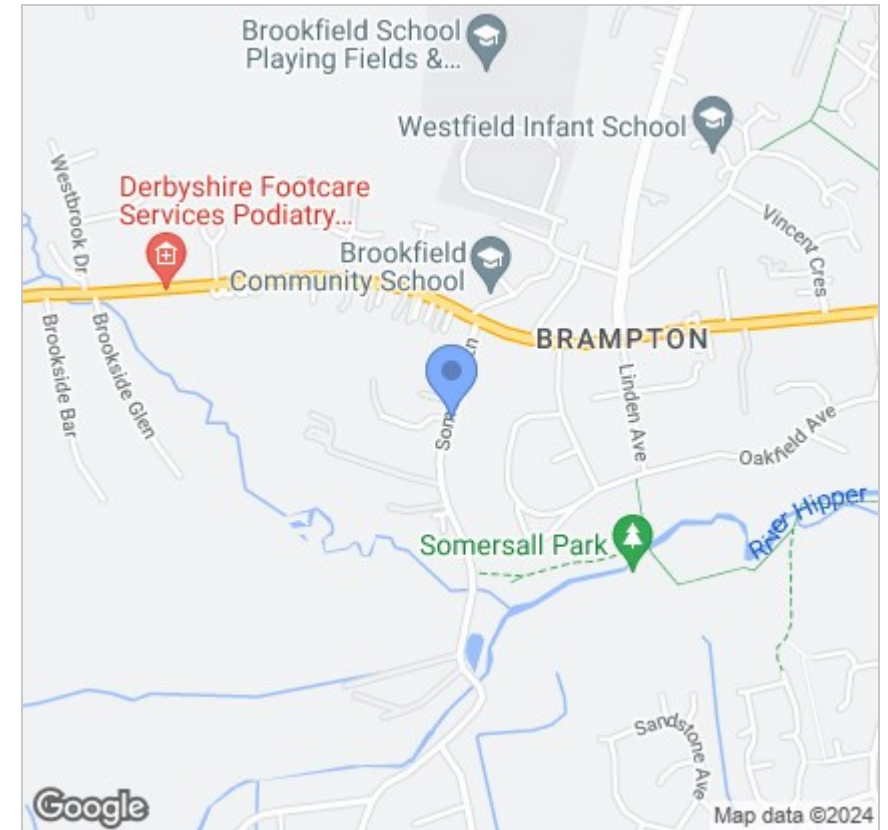 Brookfield School
Playing Fields &...
Westfield Infant School
Westbrook Dr
Derbyshire Footcare
Services Podiatry...
Vincent Cres
Brookfield
Community School
BRAMPTON
Brookside Bar
Brookside Glen
Linden Ave
Oakfield Ave
River Hipper
Somersall Park
Sandstone Ave
Google
Map data ©2024